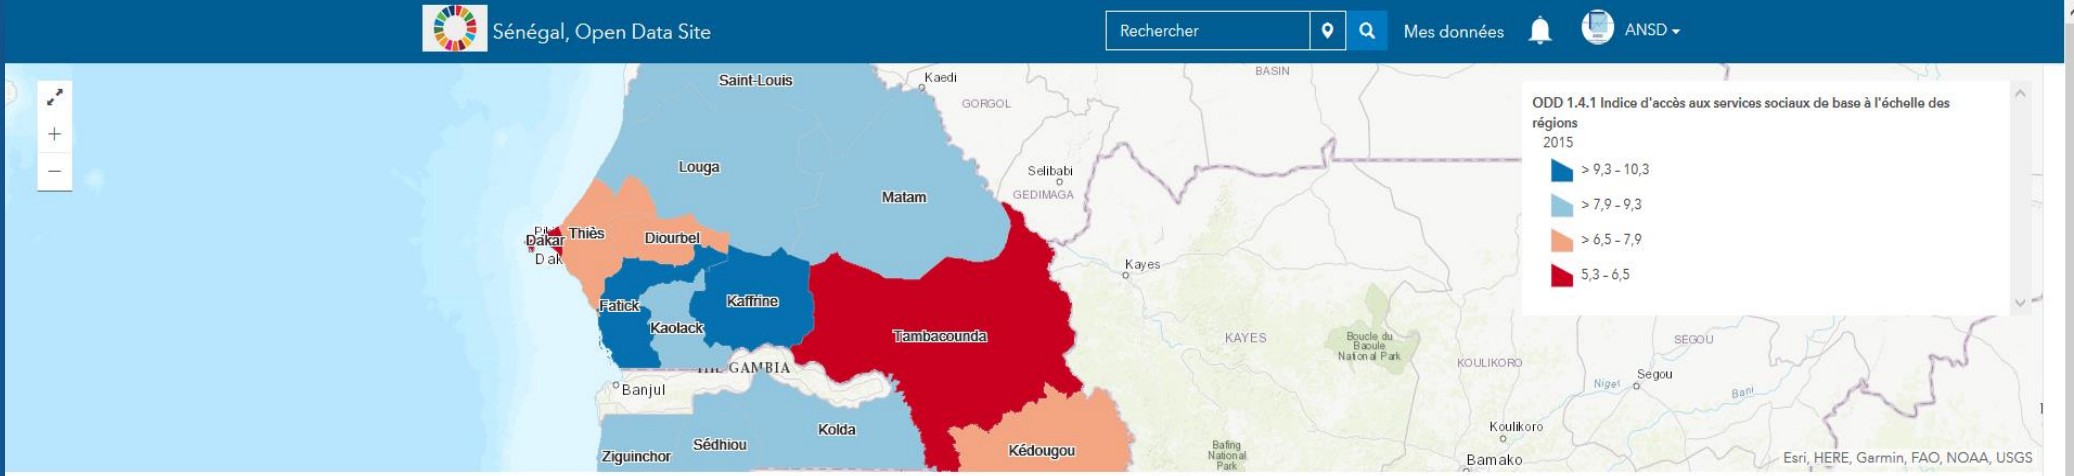 Sénégal, Open Data Site
Rechercher
Mes données
ANSD
ODD 1.4.1 Indice d'accès aux services sociaux de base à l'échelle des
régions
2015
> 9,3 – 10,3
> 7,9 – 9,3
> 6,5 – 7,9
5,3 – 6,5
BASIN
Saint-Louis
Kaedi
GORGOL
Louga
Selibabi
Matam
GEDIMAGA
Dakar
Thiès
Diourbel
Dak
Kayes
Fatick
Kaffrine
Kaolack
Tambacounda
KAYES
Boucle du
Baoule
National Park
SEGOU
KOULIKORO
GAMBIA
Banjul
Segou
Niger
Bani
Kolda
Sédhiou
Ziguinchor
Kédougou
Bafing
National
Park
Koulikoro
Bamako
Esri, HERE, Garmin, FAO, NOAA, USGS
+
−